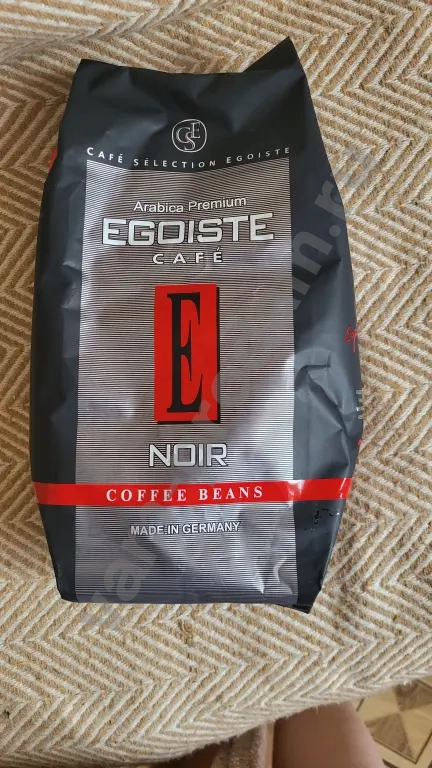 CSE
CAFÉ SÉLECTION EGOISTE
Arabica Premium
EGOISTE
CAFÉ
E
NOIR
COFFEE BEANS
MADE IN GERMANY